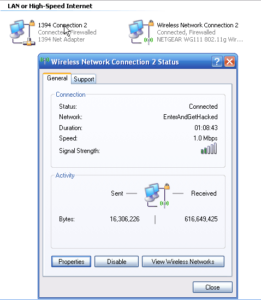 LAN or High-Speed Internet
1394 Connection 2
Connected, Firewalled
1394 Net Adapter
Wireless Network Connection 2
Connected, Firewalled
NETGEAR WG111 802.11g Wir...
Wireless Network Connection 2 Status
General
Support
Connection
Status: Connected
Network: EnterAndGetHacked
Duration: 01:08:43
Speed: 1.0 Mbps
Signal Strength:
Activity
Sent
Received
Bytes: 16,306,226 616,649,425
Properties
Disable
View Wireless Networks
Close